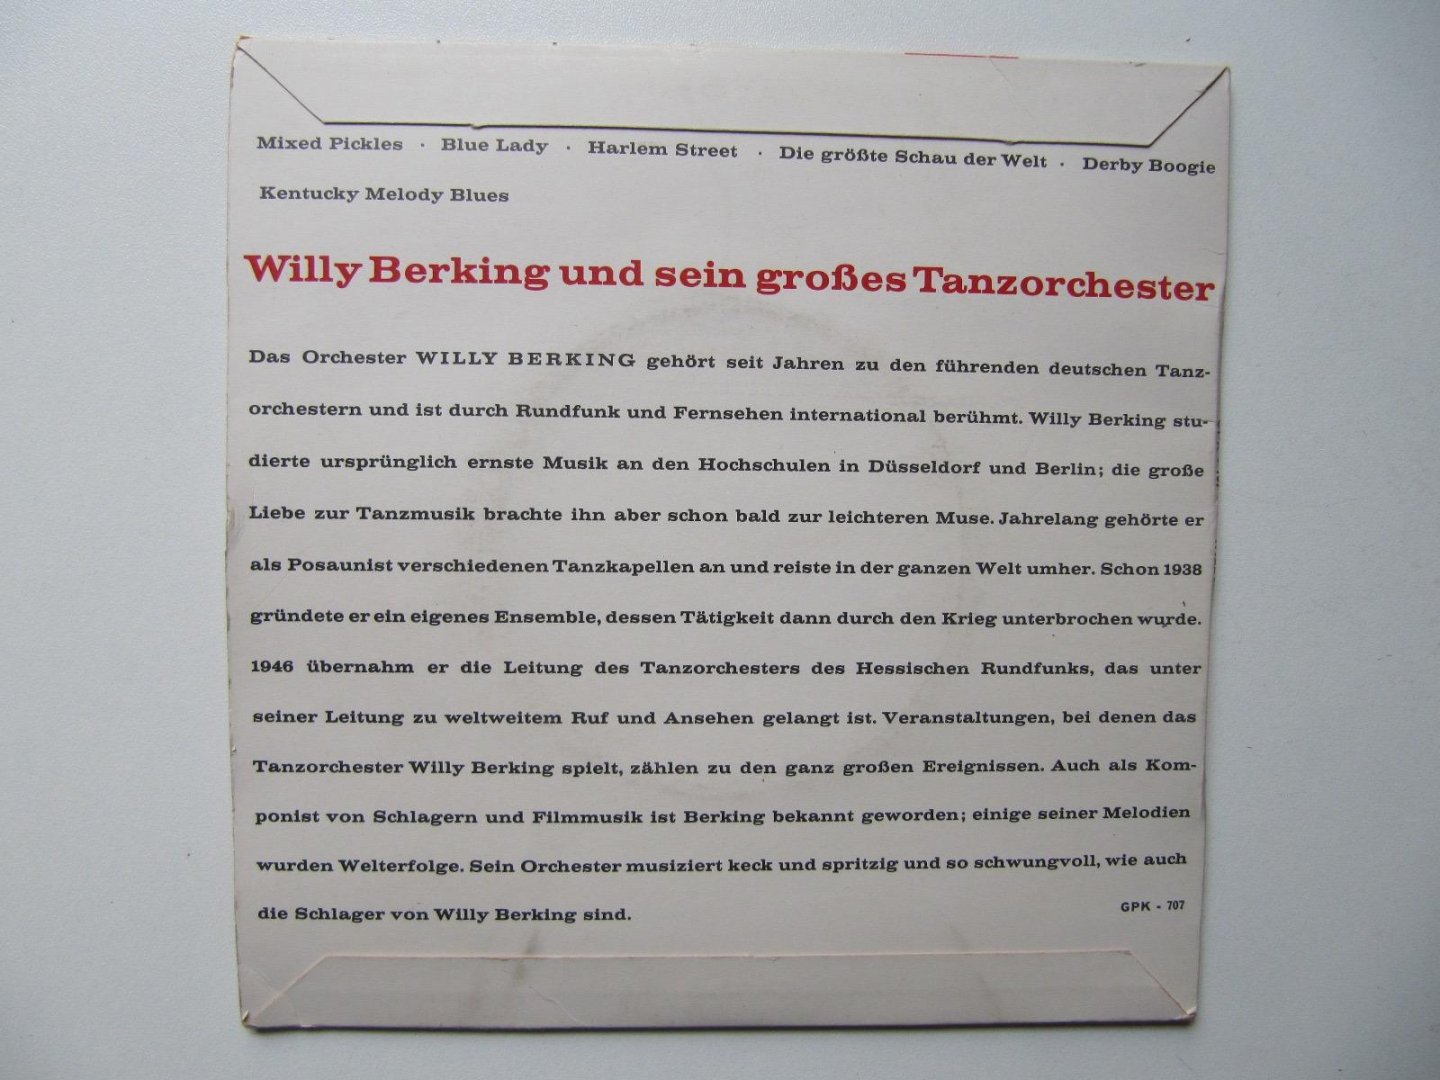 Mixed Pickles · Blue Lady · Harlem Street · Die größte Schau der Welt · Derby Boogie
Kentucky Melody Blues
Willy Berking und sein großes Tanzorchester
Das Orchester WILLY BERKING gehört seit Jahren zu den führenden deutschen Tanz-
orchestern und ist durch Rundfunk und Fernsehen international berühmt. Willy Berking stu-
dierte ursprünglich ernste Musik an den Hochschulen in Düsseldorf und Berlin; die große
Liebe zur Tanzmusik brachte ihn aber schon bald zur leichteren Muse. Jahrelang gehörte er
als Posaunist verschiedenen Tanzkapellen an und reiste in der ganzen Welt umher. Schon 1938
gründete er ein eigenes Ensemble, dessen Tätigkeit dann durch den Krieg unterbrochen wurde.
1946 übernahm er die Leitung des Tanzorchesters des Hessischen Rundfunks, das unter
seiner Leitung zu weltweitem Ruf und Ansehen gelangt ist. Veranstaltungen, bei denen das
Tanzorchester Willy Berking spielt, zählen zu den ganz großen Ereignissen. Auch als Kom-
ponist von Schlagern und Filmmusik ist Berking bekannt geworden; einige seiner Melodien
wurden Welterfolge. Sein Orchester musiziert keck und spritzig und so schwungvoll, wie auch
die Schlager von Willy Berking sind.
GPK - 707